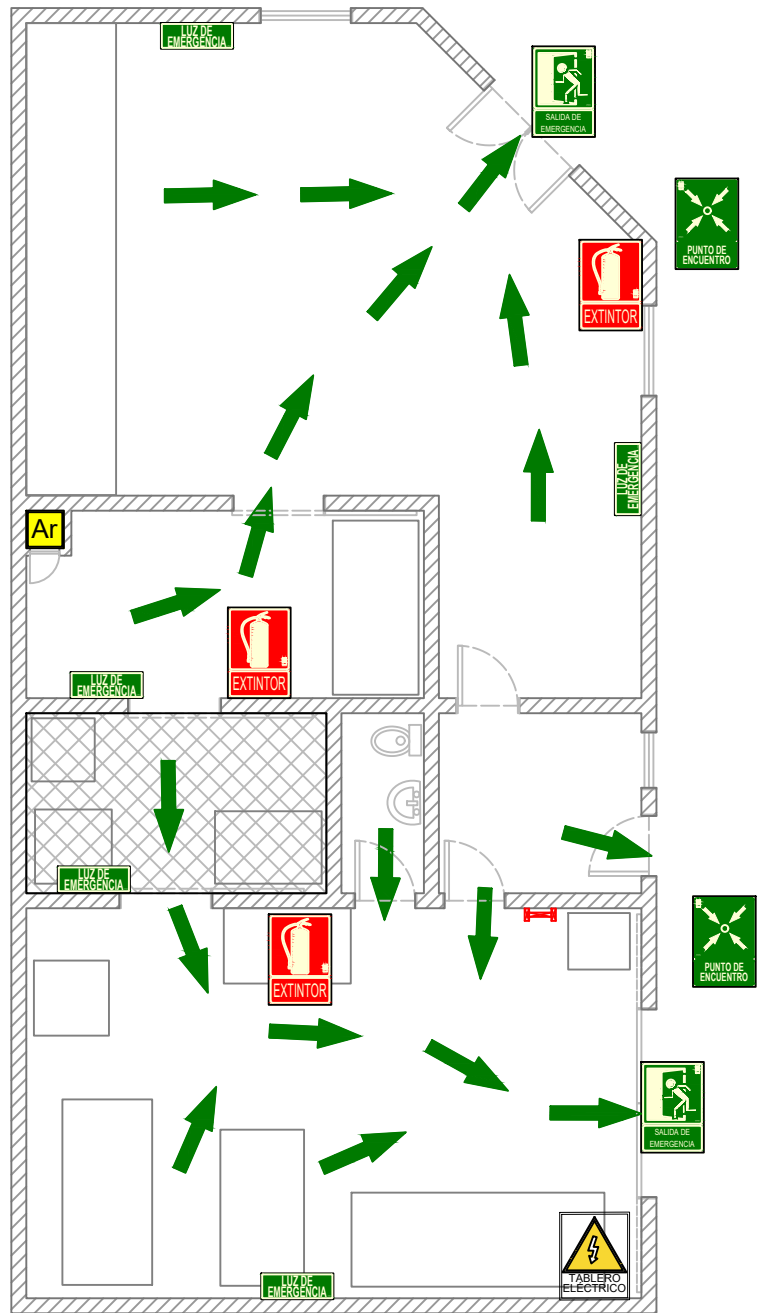 LUZ DE
EMERGENCIA
SALIDA DE
EMERGENCIA
PUNTO DE
ENCUENTRO
EXTINTOR
LUZ DE
EMERGENCIA
Ar
EXTINTOR
LUZ DE
EMERGENCIA
LUZ DE
EMERGENCIA
EXTINTOR
PUNTO DE
ENCUENTRO
SALIDA DE
EMERGENCIA
LUZ DE
EMERGENCIA
TABLERO
ELÉCTRICO